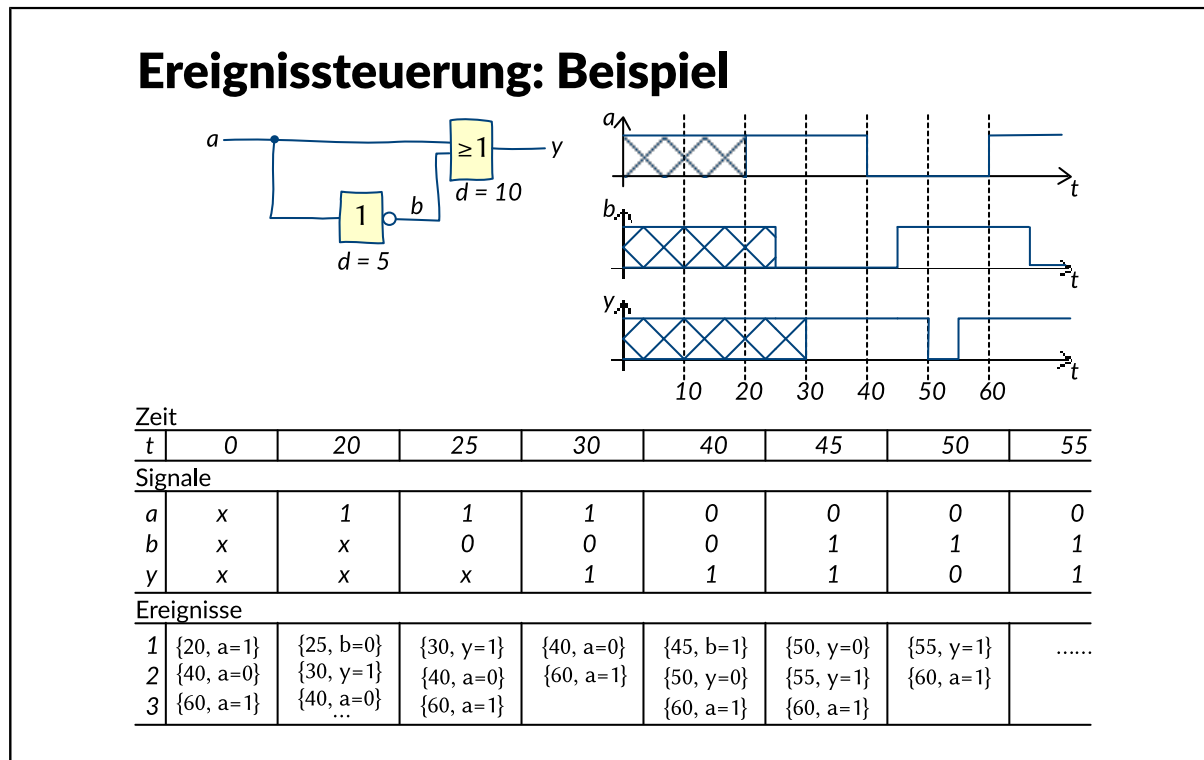 Ereignissteuerung: Beispiel
a
≥1
y
d = 10
1
b
d = 5
a
t
b
t
y
t
10 20 30 40 50 60
Zeit
t 0 20 25 30 40 45 50 55
Signale
a x 1 1 1 0 0 0 0
b x x 0 0 0 1 1 1
y x x x 1 1 1 0 1
Ereignisse
1 {20, a=1} {25, b=0} {30, y=1} {40, a=0} {45, b=1} {50, y=0} {55, y=1} ......
2 {40, a=0} {30, y=1} {40, a=0} {60, a=1} {50, y=0} {55, y=1} {60, a=1}
3 {60, a=1} {40, a=0} {60, a=1} {60, a=1} {60, a=1}
...